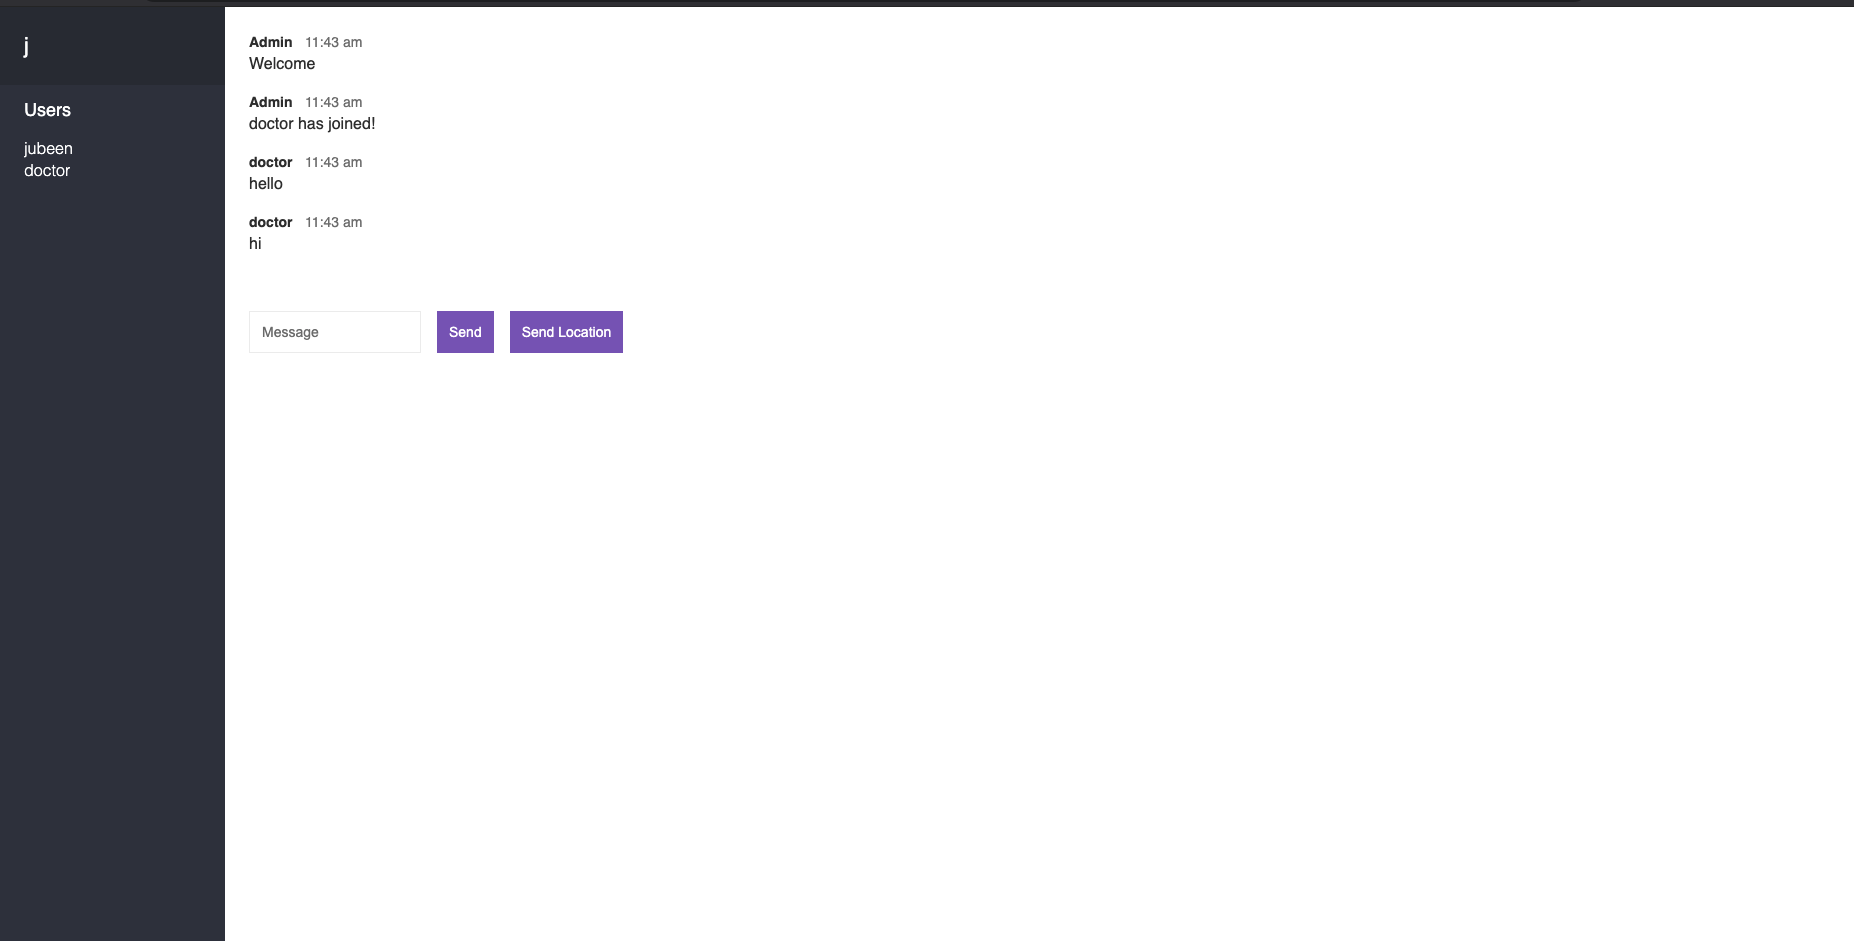 j
Users
jubeen
doctor
Admin 11:43 am
Welcome
Admin 11:43 am
doctor has joined!
doctor 11:43 am
hello
doctor 11:43 am
hi
Message Send Send Location